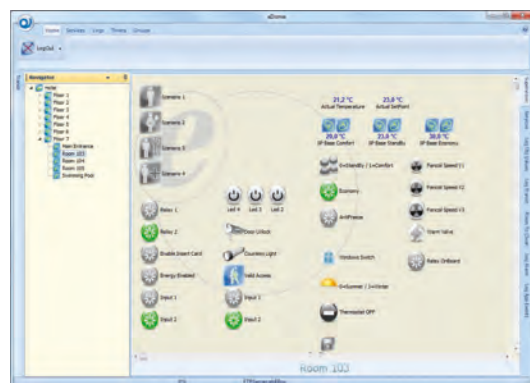 aDome
Home Services Logs Timers Groups
LogOut
Navigator
Hotel
Floor 1
Floor 2
Floor 3
Floor 4
Floor 5
Floor 6
Floor 7
Main Entrance
Room 103
Room 104
Room 105
Swimming Pool
Scenario 1
Scenario 2
Scenario 3
Scenario 4
Relay 1
Relay 2
Enable Insert Card
Energy Enabled
Input 1
Input 2
Led 4 Led 3 Led 2
Door Unlock
Courtesy Light
Valid Access
Input 1
Input 2
21,2 °C 23,0 °C
Actual Temperature Actual SetPoint
20,0 °C 23,0 °C 30,0 °C
SP Base Comfort SP Base Standby SP Base Economy
0=Standby / 1=Comfort
Economy
AntiFreeze
Windows Switch
0=Summer / 1=Winter
Thermostat OFF
Fancoil Speed V1
Fancoil Speed V2
Fancoil Speed V3
Warm Valve
Relay OnBoard
Room 103